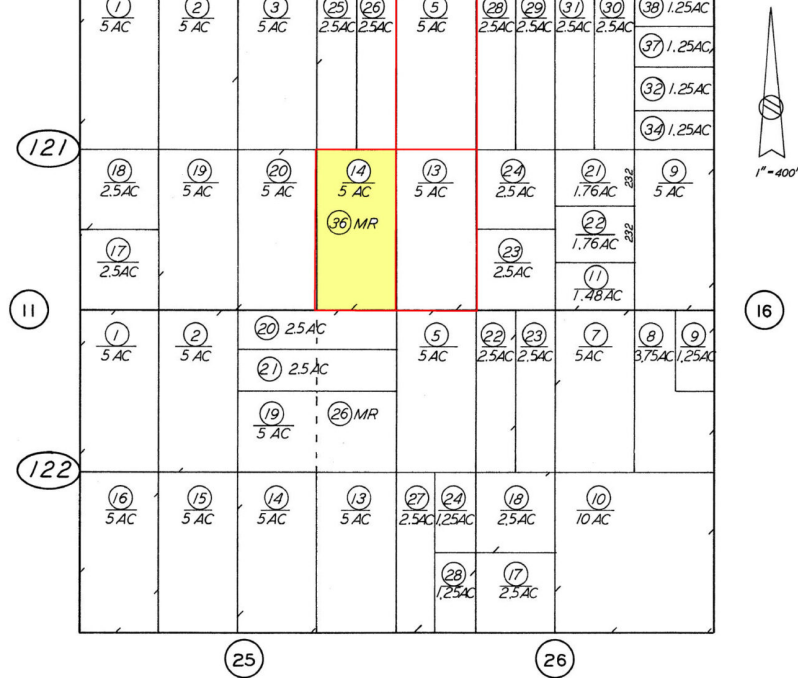 1 2 3 25 26 5 28 29 31 30 38 1.25AC
5 AC 5 AC 5 AC 2.5AC 2.5AC 5 AC 2.5AC 2.5AC 2.5AC 2.5AC
37 1.25AC
32 1.25AC
34 1.25AC
121
1"=400'
18 19 20 14 13 24 21 232 9
2.5AC 5 AC 5 AC 5 AC 5 AC 2.5AC 1.76AC 5 AC
36 MR 22 232
1.76AC
17 23
2.5AC 2.5AC 11
1.48AC
11 16
1 2 20 2.5AC 5 22 23 7 8 9
5 AC 5 AC 5 AC 2.5AC 2.5AC 5AC 3.75AC 1.25AC
21 2.5AC
19 26 MR
5 AC
122
16 15 14 13 27 24 18 10
5 AC 5 AC 5 AC 5 AC 2.5AC 1.25AC 2.5AC 10 AC
28 17
1.25AC 2.5AC
25 26